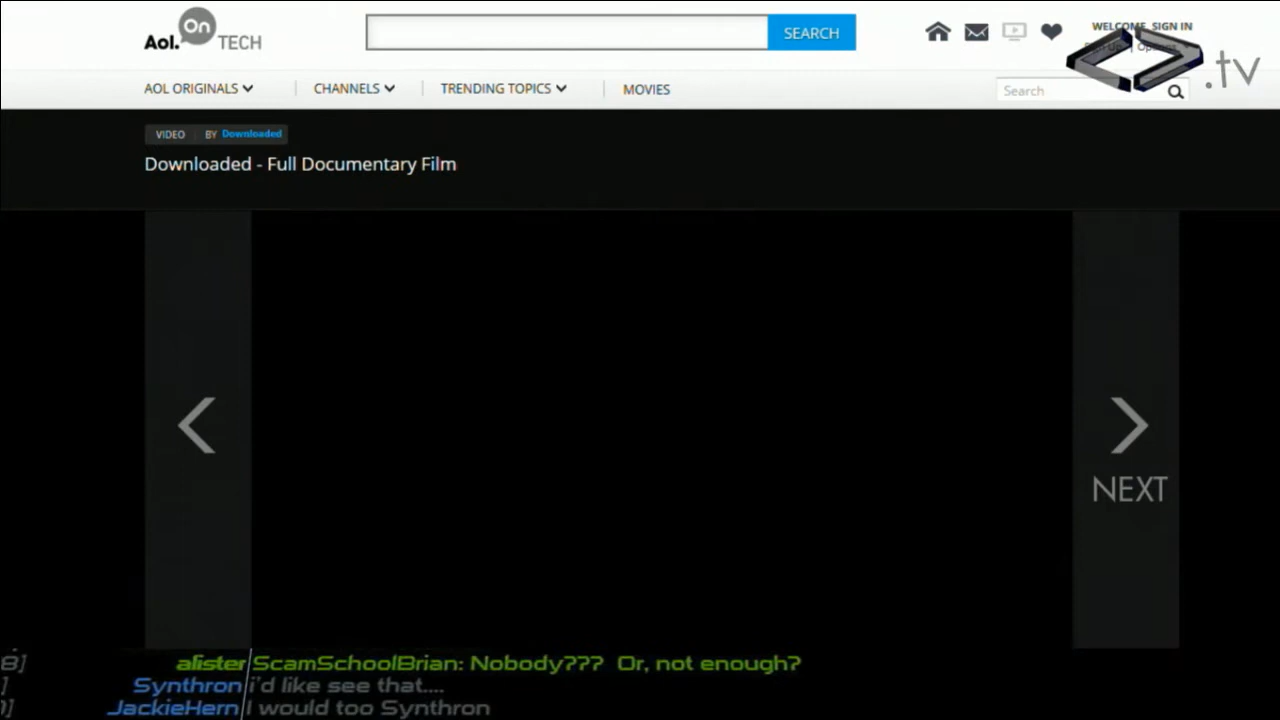 Aol. On TECH
SEARCH
WELCOME, SIGN IN
.tv
AOL ORIGINALS
CHANNELS
TRENDING TOPICS
MOVIES
Search
VIDEO BY Downloaded
Downloaded - Full Documentary Film
NEXT
8] alister ScamSchoolBrian: Nobody??? Or, not enough?
] Synthron i'd like see that....
)] JackieHern I would too Synthron